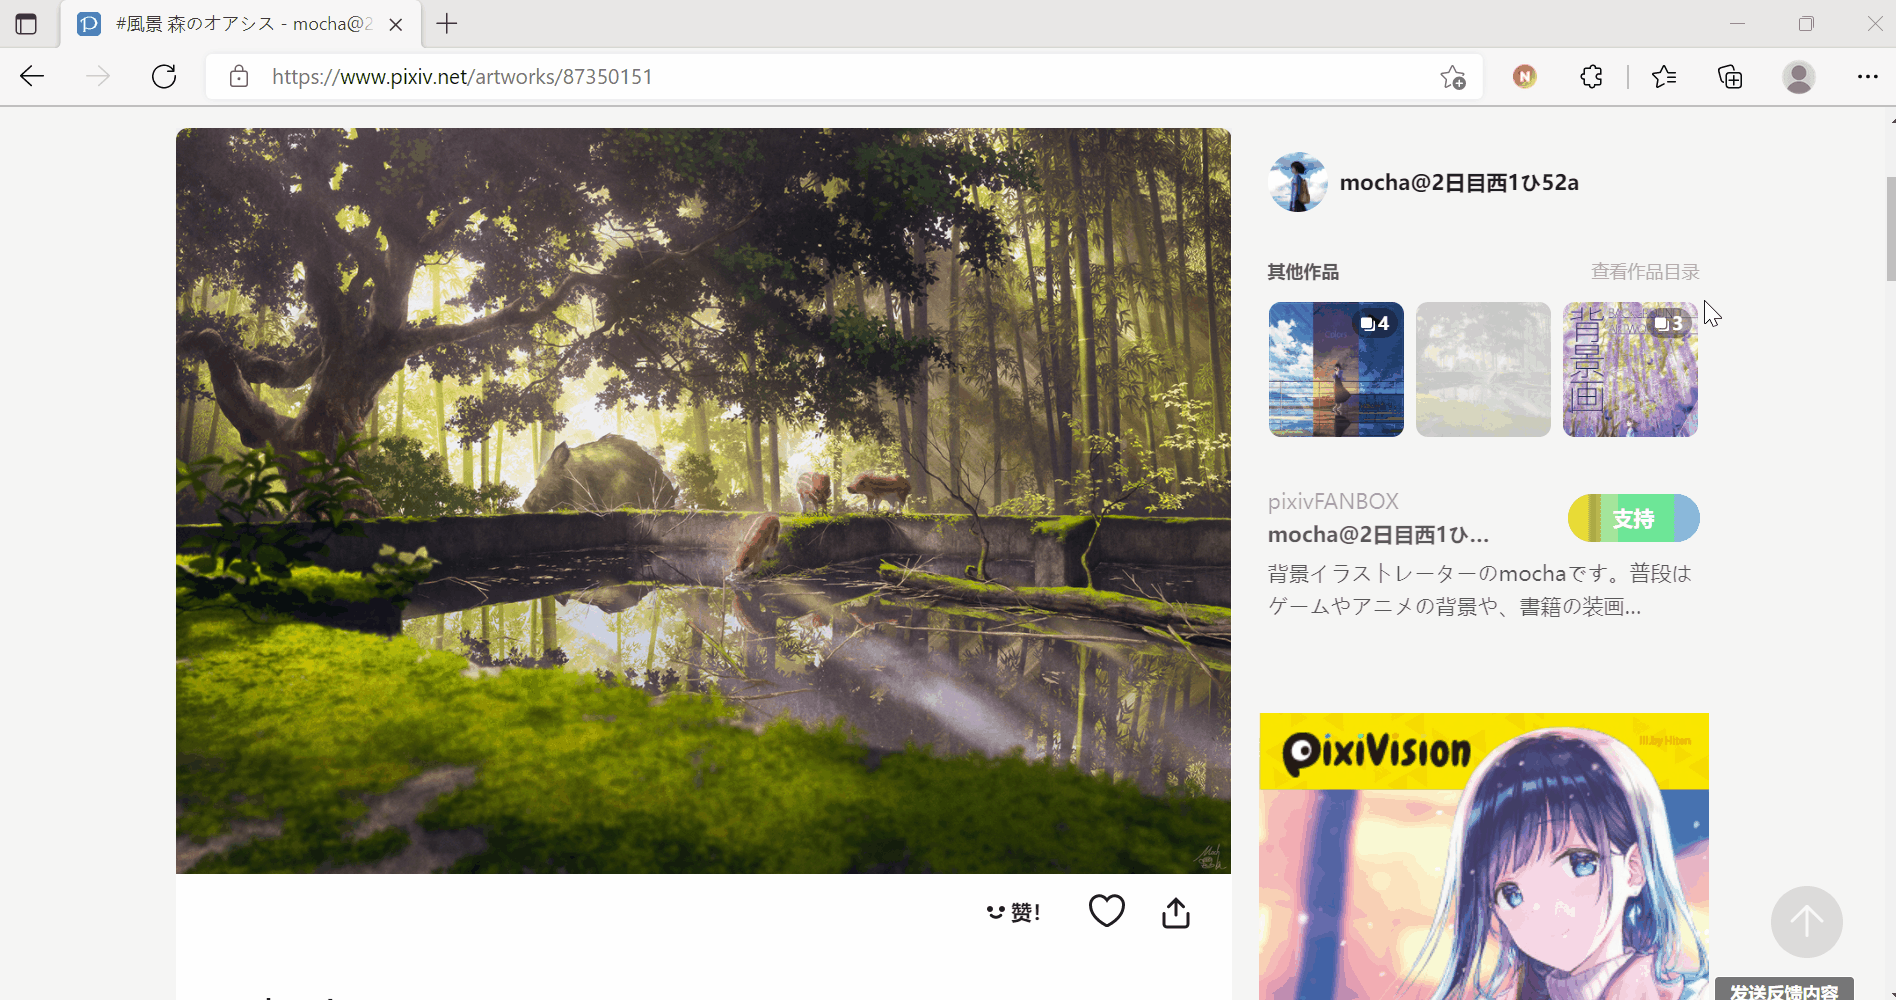 #風景 森のオアシス - mocha@2
https://www.pixiv.net/artworks/87350151
N
mocha@2日目西1ひ52a
其他作品
查看作品目录
4
3
背景画
pixivFANBOX
mocha@2日目西1ひ...
支持
背景イラストレーターのmochaです。普段は
ゲームやアニメの背景や、書籍の装画...
pixiVision
Ill.by Hiten
赞!
发送反馈内容